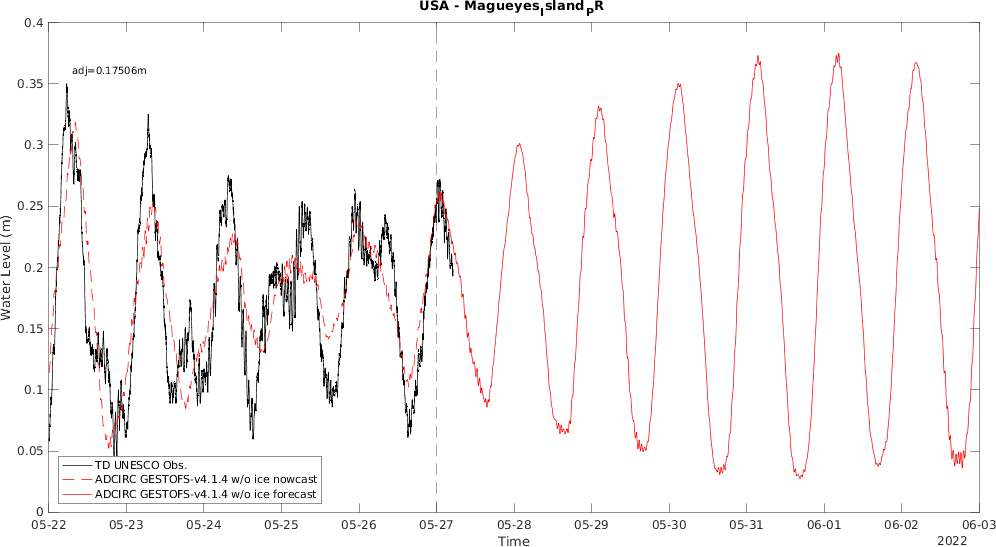 USA - Magueyes_Island_PR
adj=0.17506m
0.4
0.35
0.3
0.25
0.2
0.15
0.1
0.05
0
Water Level (m)
TD UNESCO Obs.
ADCIRC GESTOFS-v4.1.4 w/o ice nowcast
ADCIRC GESTOFS-v4.1.4 w/o ice forecast
05-22 05-23 05-24 05-25 05-26 05-27 05-28 05-29 05-30 05-31 06-01 06-02 06-03
Time
2022